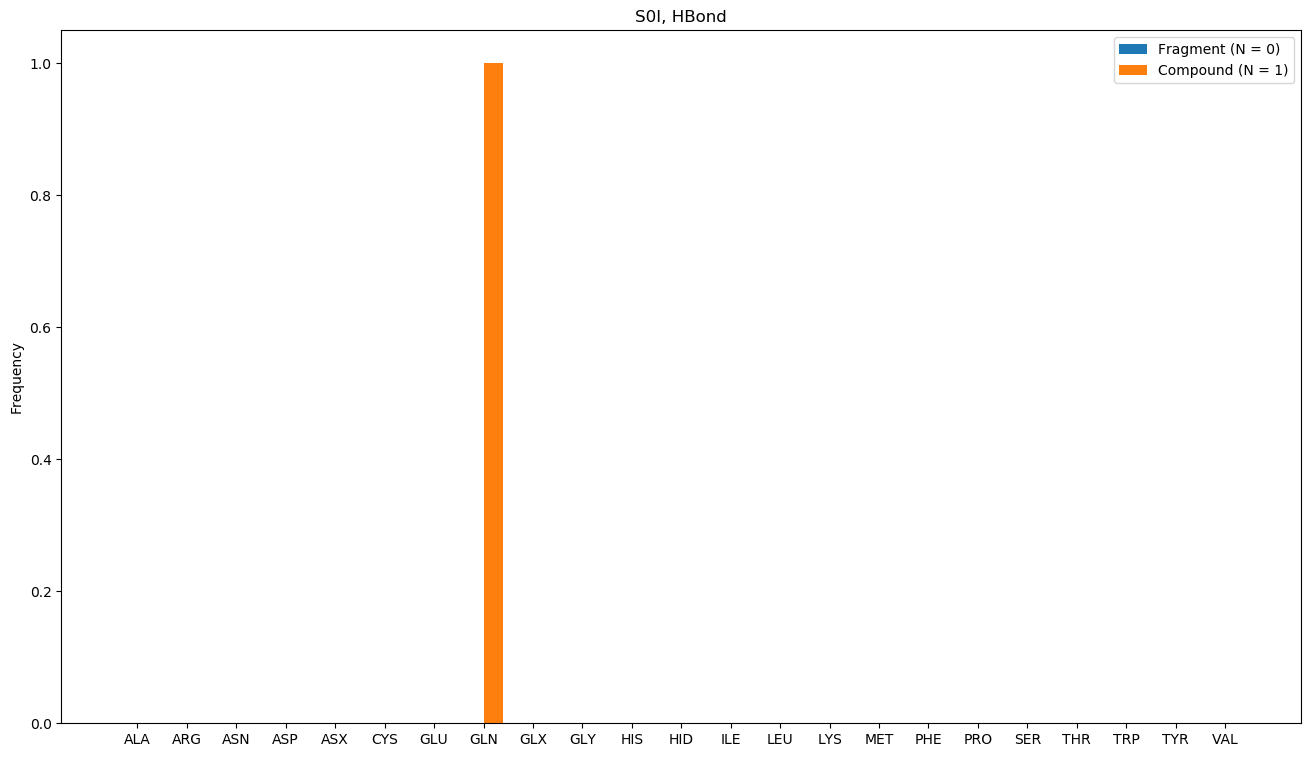 S0I, HBond
Fragment (N = 0)
Compound (N = 1)
Frequency
1.0
0.8
0.6
0.4
0.2
0.0
ALA ARG ASN ASP ASX CYS GLU GLN GLX GLY HIS HID ILE LEU LYS MET PHE PRO SER THR TRP TYR VAL